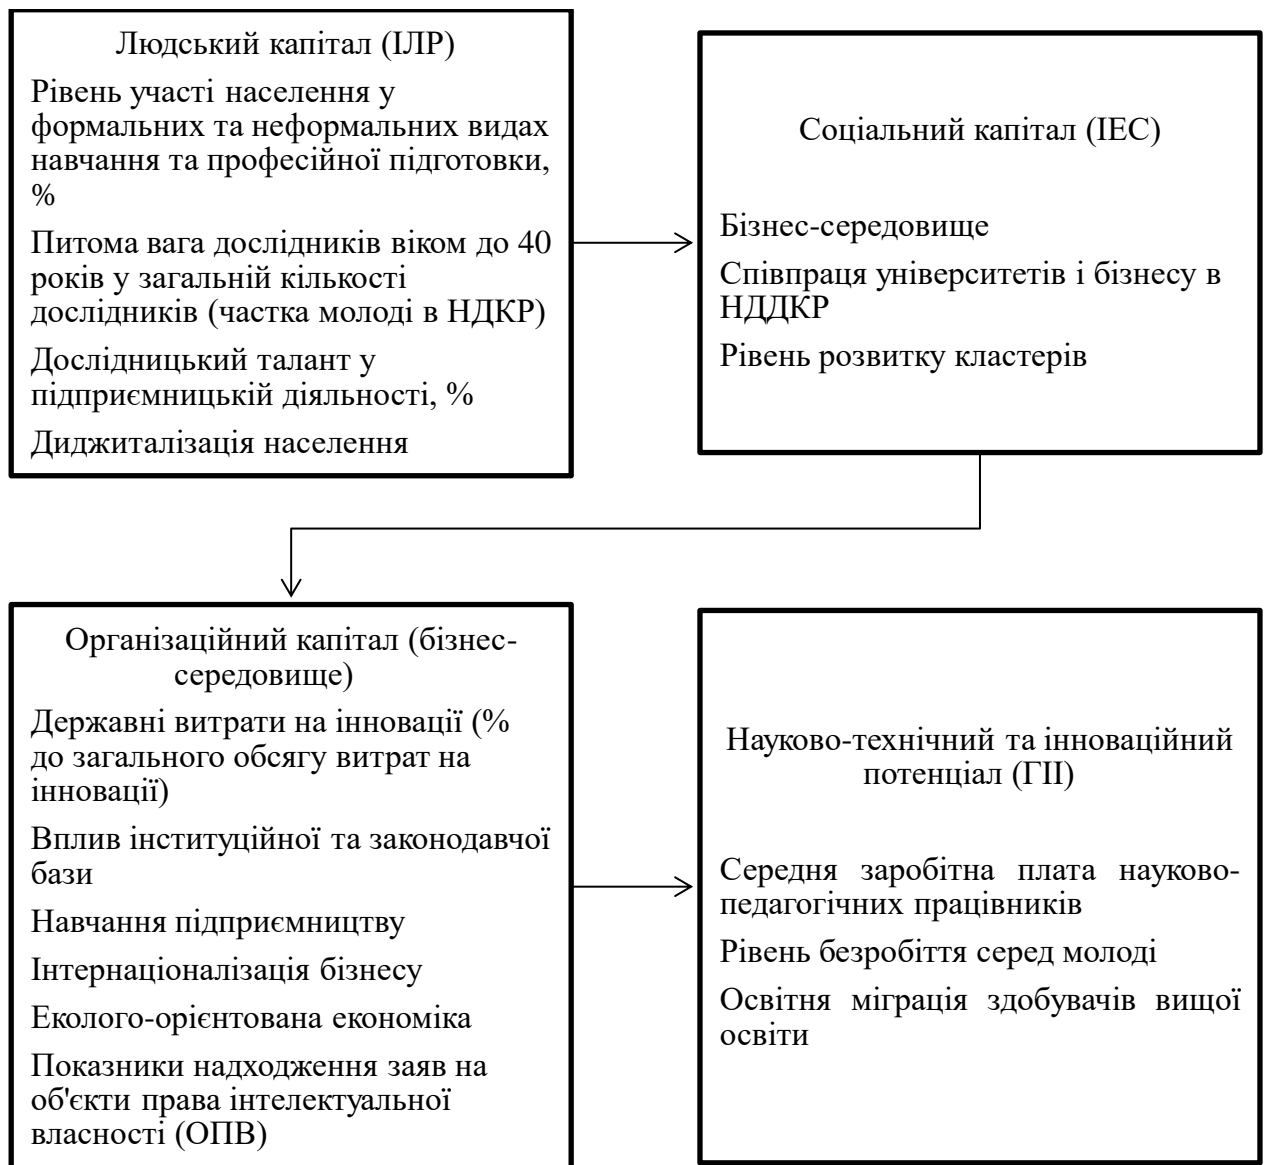 Людський капітал (ІЛР)
Рівень участі населення у
формальних та неформальних видах
навчання та професійної підготовки,
%
Питома вага дослідників віком до 40
років у загальній кількості
дослідників (частка молоді в НДКР)
Дослідницький талант у
підприємницькій діяльності, %
Диджиталізація населення
Соціальний капітал (ІЕС)
Бізнес-середовище
Співпраця університетів і бізнесу в
НДДКР
Рівень розвитку кластерів
Організаційний капітал (бізнес-
середовище)
Державні витрати на інновації (%
до загального обсягу витрат на
інновації)
Вплив інституційної та законодавчої
бази
Навчання підприємництву
Інтернаціоналізація бізнесу
Еколого-орієнтована економіка
Показники надходження заяв на
об'єкти права інтелектуальної
власності (ОПВ)
Науково-технічний та інноваційний
потенціал (ГІІ)
Середня заробітна плата науково-
педагогічних працівників
Рівень безробіття серед молоді
Освітня міграція здобувачів вищої
освіти